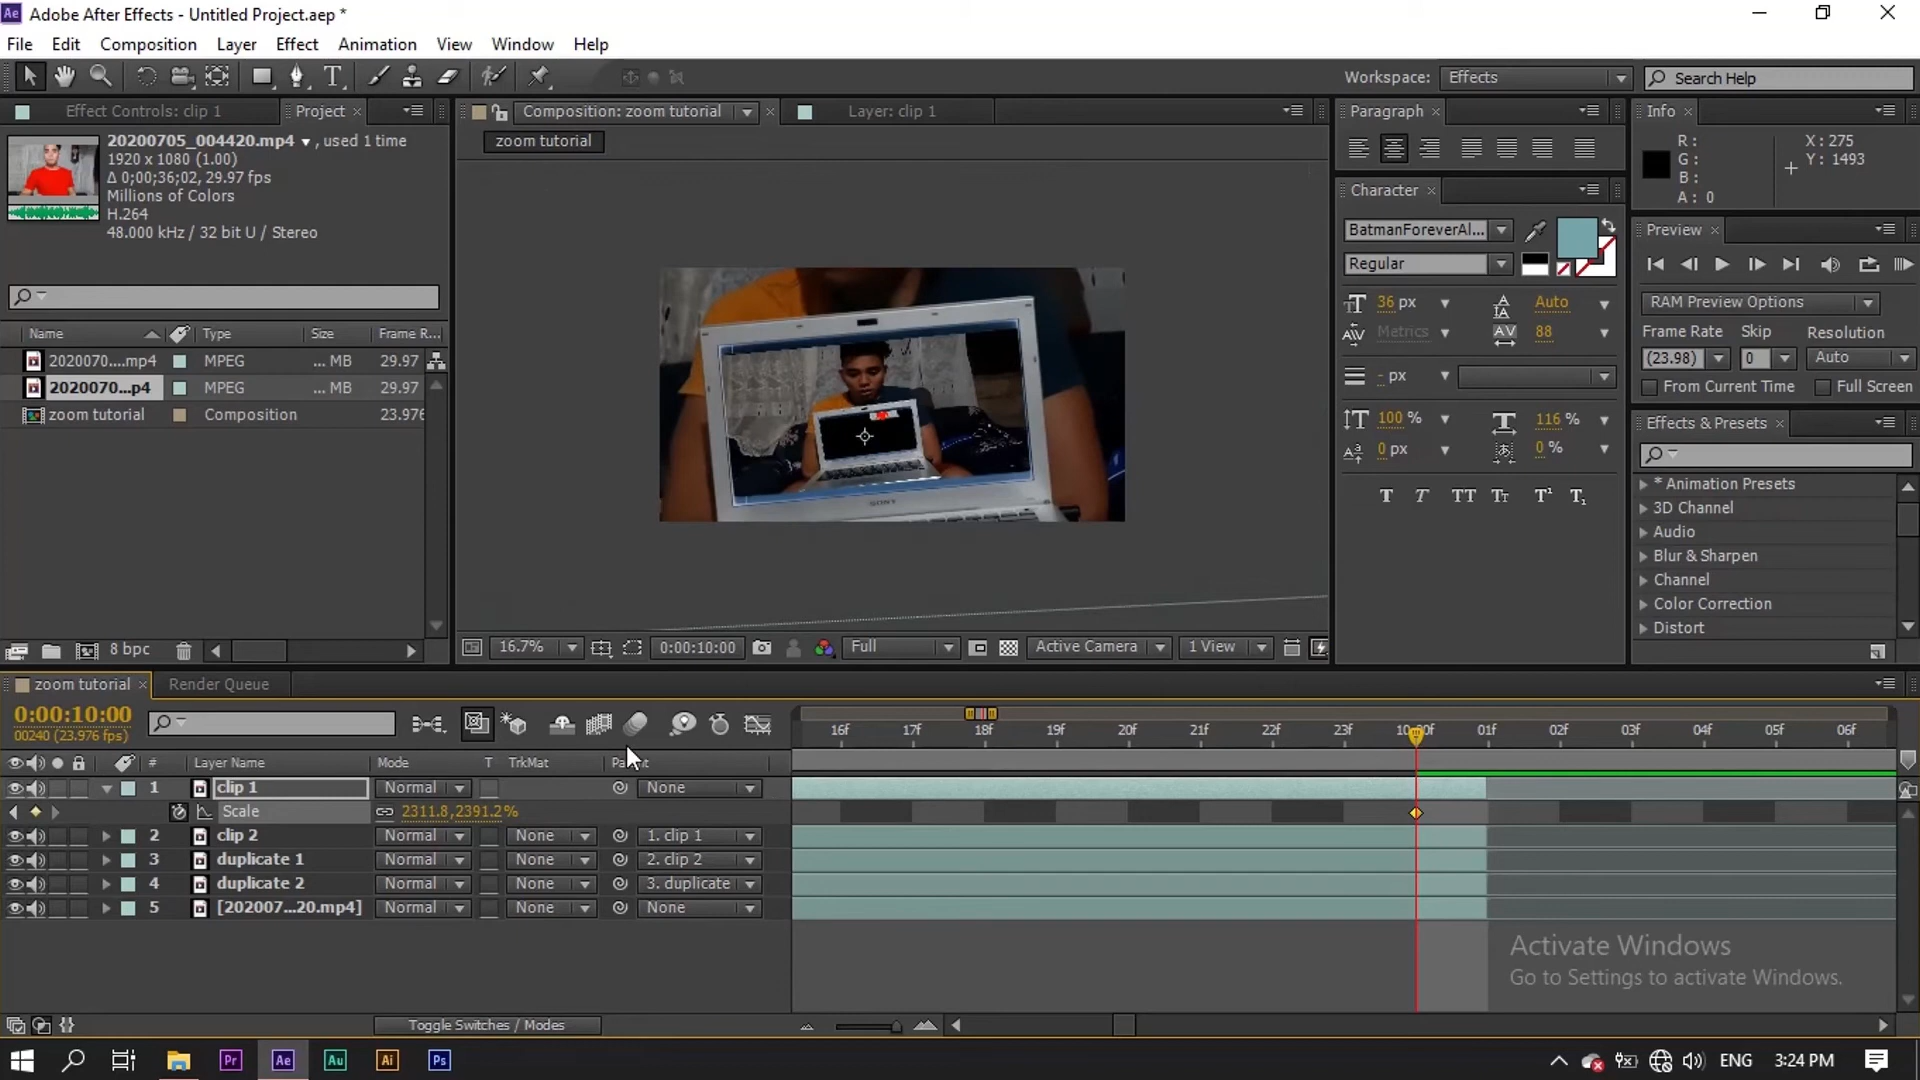 Adobe After Effects - Untitled Project.aep *
File Edit Composition Layer Effect Animation View Window Help
Workspace: Effects Search Help
Effect Controls: clip 1 Project
20200705_004420.mp4 , used 1 time
1920 x 1080 (1.00)
Δ 0;00;36;02, 29.97 fps
Millions of Colors
H.264
48.000 kHz / 32 bit U / Stereo
Name Type Size Frame R...
2020070....mp4 MPEG ... MB 29.97
2020070...p4 MPEG ... MB 29.97
zoom tutorial Composition 23.976
8 bpc
Composition: zoom tutorial Layer: clip 1
zoom tutorial
SONY
16.7% 0:00:10:00 Full Active Camera 1 View
Paragraph
Character
BatmanForeverAl...
Regular
36 px Auto
Metrics 88
- px
100 % 116 %
0 px 0 %
T T TT Tt T¹ T₁
Info
R: X: 275
G: Y: 1493
B:
A: 0
Preview
RAM Preview Options
Frame Rate Skip Resolution
(23.98) 0 Auto
From Current Time Full Screen
Effects & Presets
* Animation Presets
3D Channel
Audio
Blur & Sharpen
Channel
Color Correction
Distort
zoom tutorial Render Queue
0:00:10:00
00240 (23.976 fps)
16f 17f 18f 19f 20f 21f 22f 23f 10:00f 01f 02f 03f 04f 05f 06f
# Layer Name Mode T TrkMat Parent
1 clip 1 Normal None
Scale 2311.8,2391.2%
2 clip 2 Normal None 1. clip 1
3 duplicate 1 Normal None 2. clip 2
4 duplicate 2 Normal None 3. duplicate
5 [202007...20.mp4] Normal None None
Toggle Switches / Modes
Activate Windows
Go to Settings to activate Windows.
Pr Ae Au Ai Ps
ENG 3:24 PM